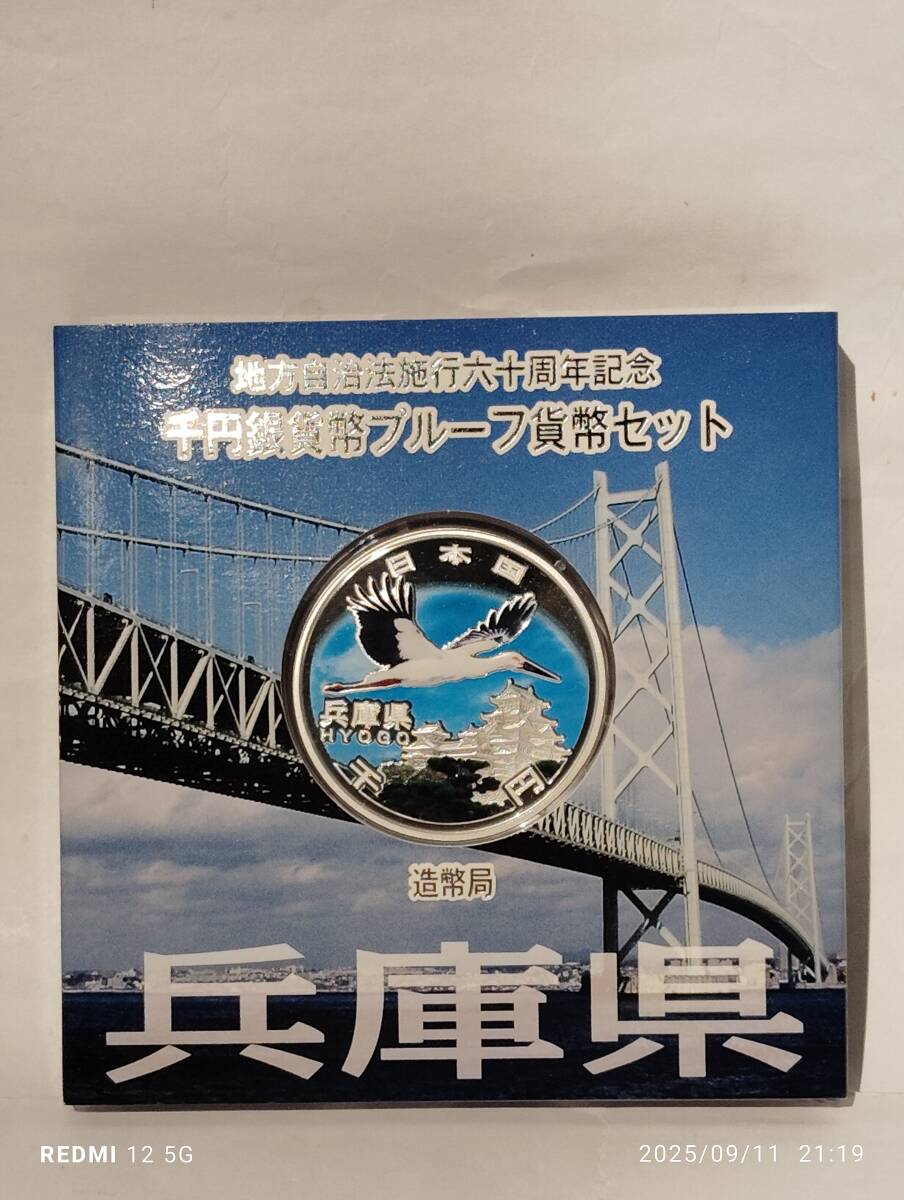 地方自治法施行六十周年記念
千円銀貨幣プルーフ貨幣セット
日本国
兵庫県
HYOGO
千円
造幣局
兵庫県
REDMI 12 5G
2025/09/11 21:19